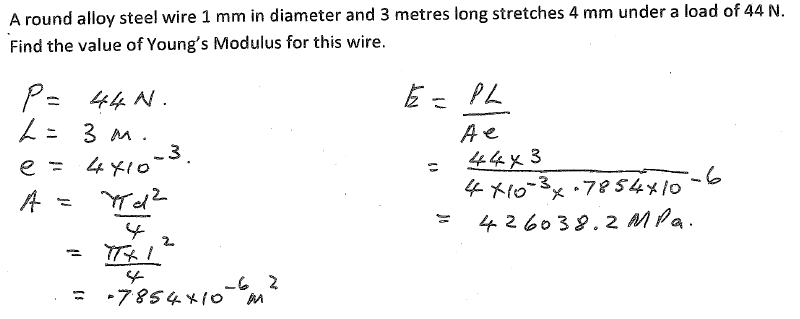 A round alloy steel wire 1 mm in diameter and 3 metres long stretches 4 mm under a load of 44 N.
Find the value of Young's Modulus for this wire.
P = 44 N.
L = 3 m.
e = 4×10⁻³.
A = πd²/4
= π×1²/4
= .7854×10⁻⁶ m²
E = PL/Ae
= 44×3/4×10⁻³×.7854×10⁻⁶
= 426038.2 MPa.